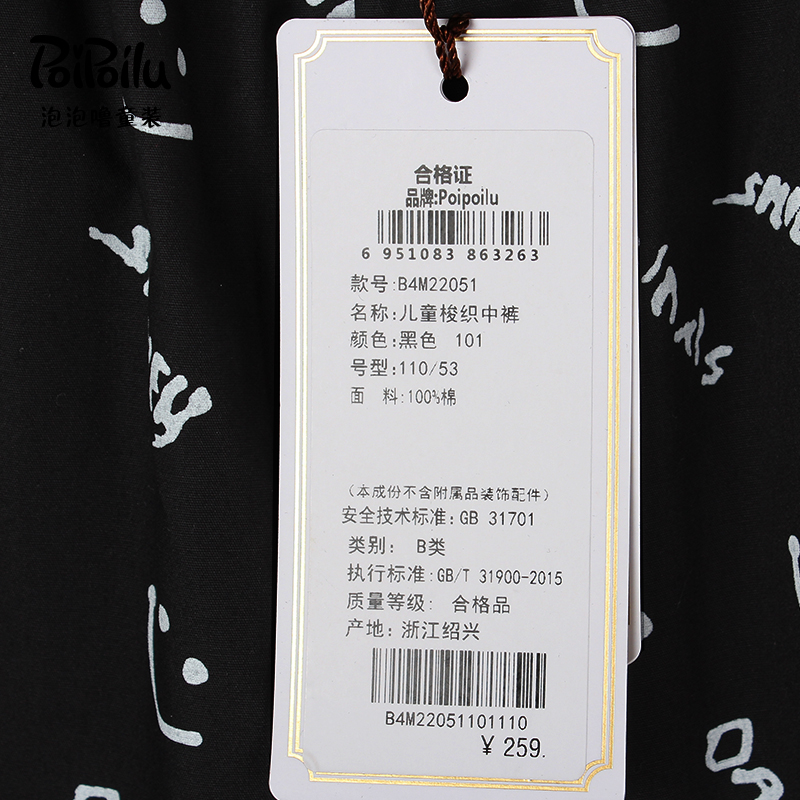 PoiPoilu
泡泡噜童装
合格证
品牌:Poipoilu
6 951083 863263
款号:B4M22051
名称:儿童梭织中裤
颜色:黑色 101
号型:110/53
面 料:100%棉
(本成份不含附属品装饰配件)
安全技术标准:GB 31701
类别: B类
执行标准:GB/T 31900-2015
质量等级: 合格品
产地: 浙江绍兴
B4M22051101110
¥ 259.